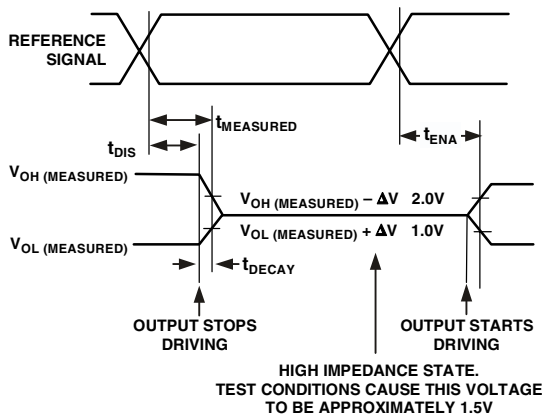 REFERENCE
SIGNAL
tMEASURED
tDIS
tENA
VOH (MEASURED)
VOH (MEASURED) – ΔV 2.0V
VOL (MEASURED)
VOL (MEASURED) + ΔV 1.0V
tDECAY
OUTPUT STOPS
DRIVING
OUTPUT STARTS
DRIVING
HIGH IMPEDANCE STATE.
TEST CONDITIONS CAUSE THIS VOLTAGE
TO BE APPROXIMATELY 1.5V